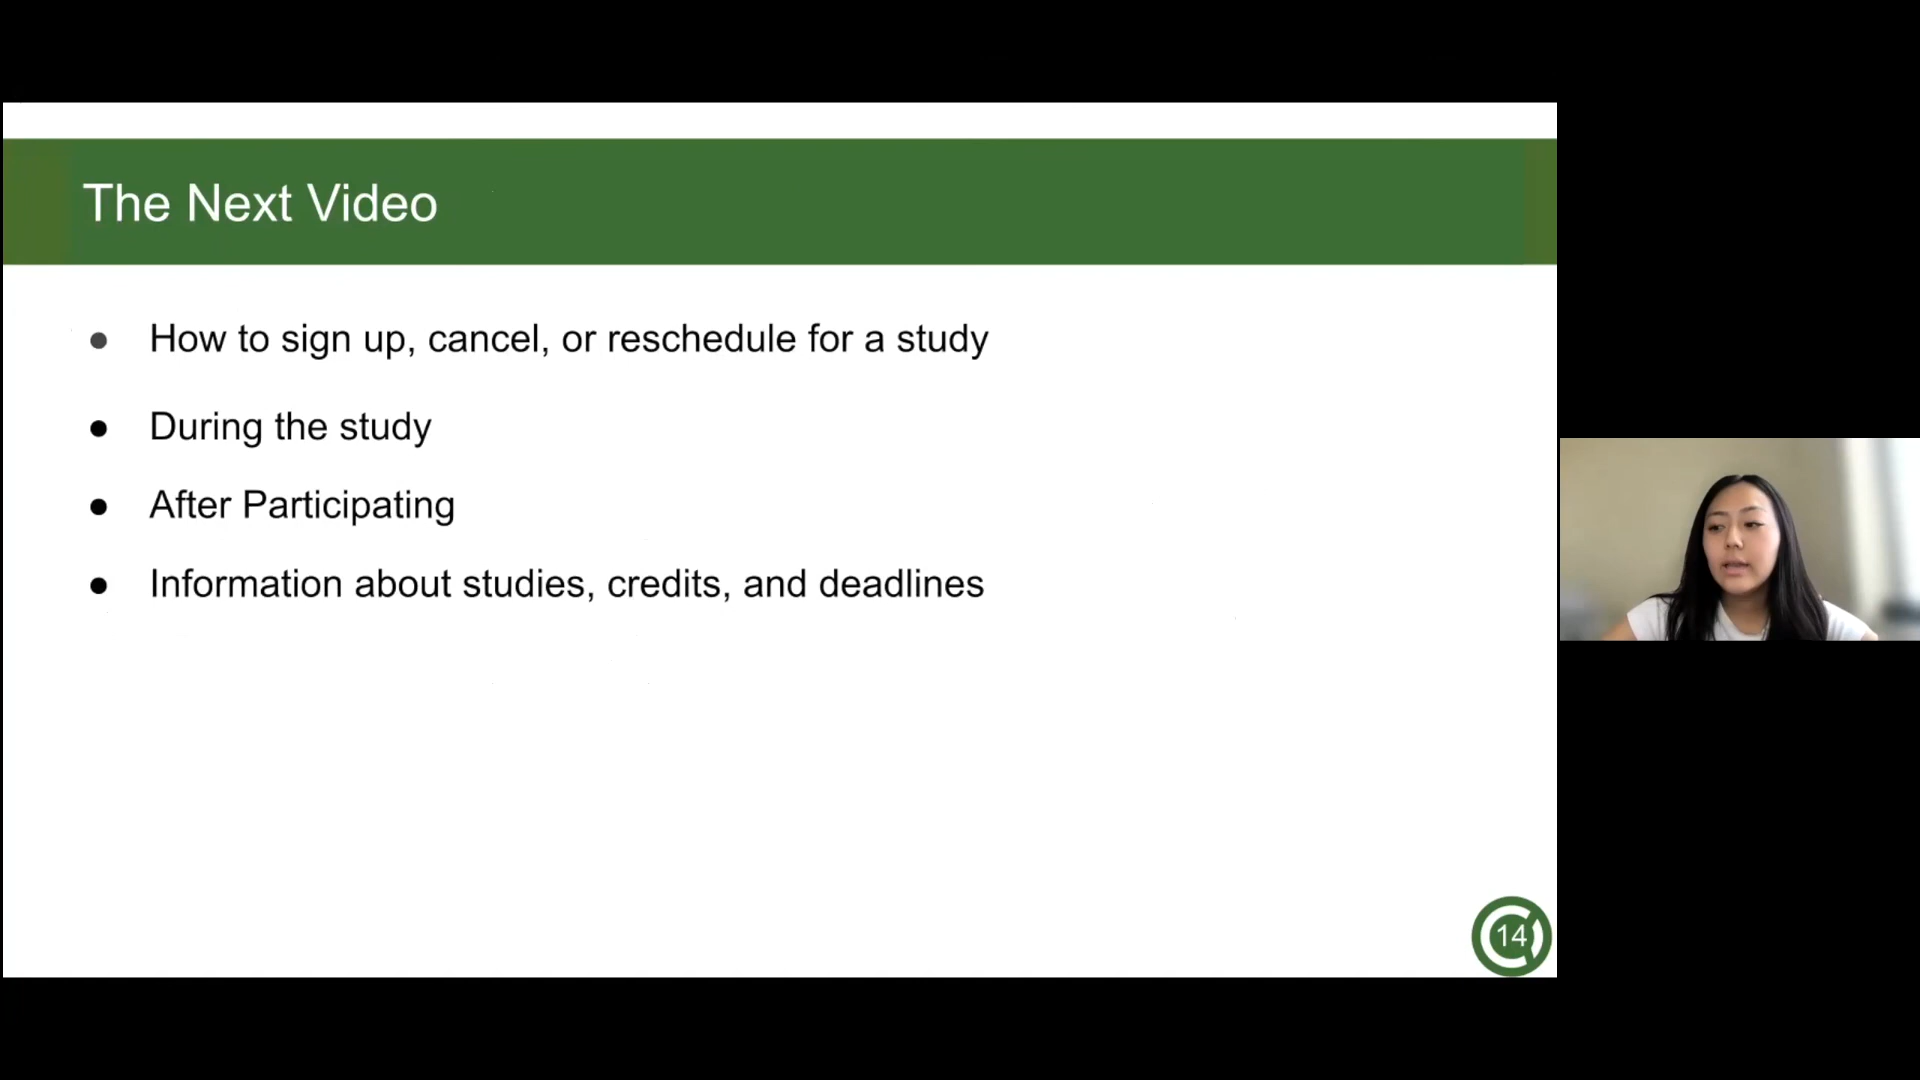 The Next Video
How to sign up, cancel, or reschedule for a study
During the study
After Participating
Information about studies, credits, and deadlines
14